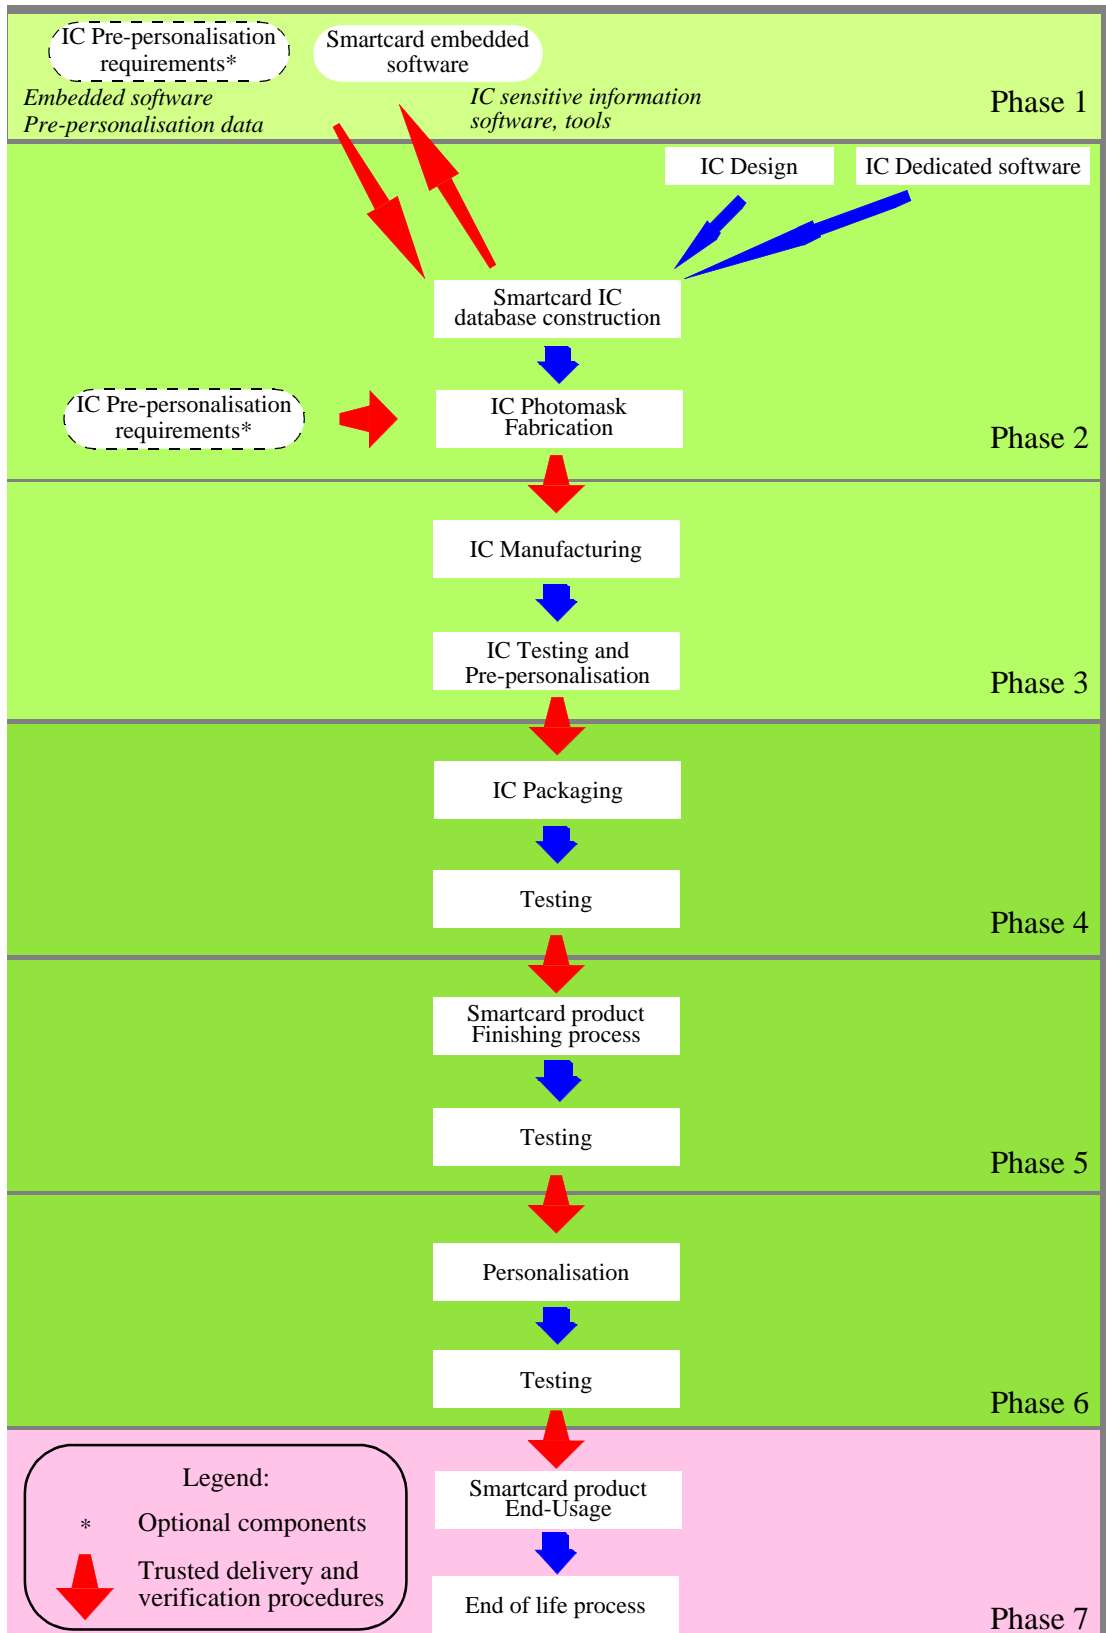 IC Pre-personalisation
requirements*
Smartcard embedded
software
Embedded software
Pre-personalisation data
IC sensitive information
software, tools
Phase 1
IC Design
IC Dedicated software
Smartcard IC
database construction
IC Pre-personalisation
requirements*
IC Photomask
Fabrication
Phase 2
IC Manufacturing
IC Testing and
Pre-personalisation
Phase 3
IC Packaging
Testing
Phase 4
Smartcard product
Finishing process
Testing
Phase 5
Personalisation
Testing
Phase 6
Legend:
* Optional components
Trusted delivery and
verification procedures
Smartcard product
End-Usage
End of life process
Phase 7